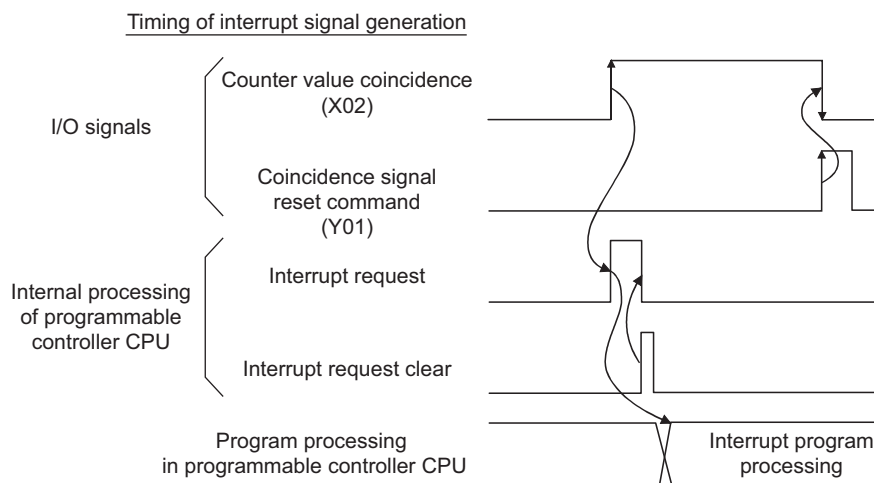 Timing of interrupt signal generation
I/O signals
Counter value coincidence
(X02)
Coincidence signal
reset command
(Y01)
Internal processing
of programmable
controller CPU
Interrupt request
Interrupt request clear
Program processing
in programmable controller CPU
Interrupt program
processing